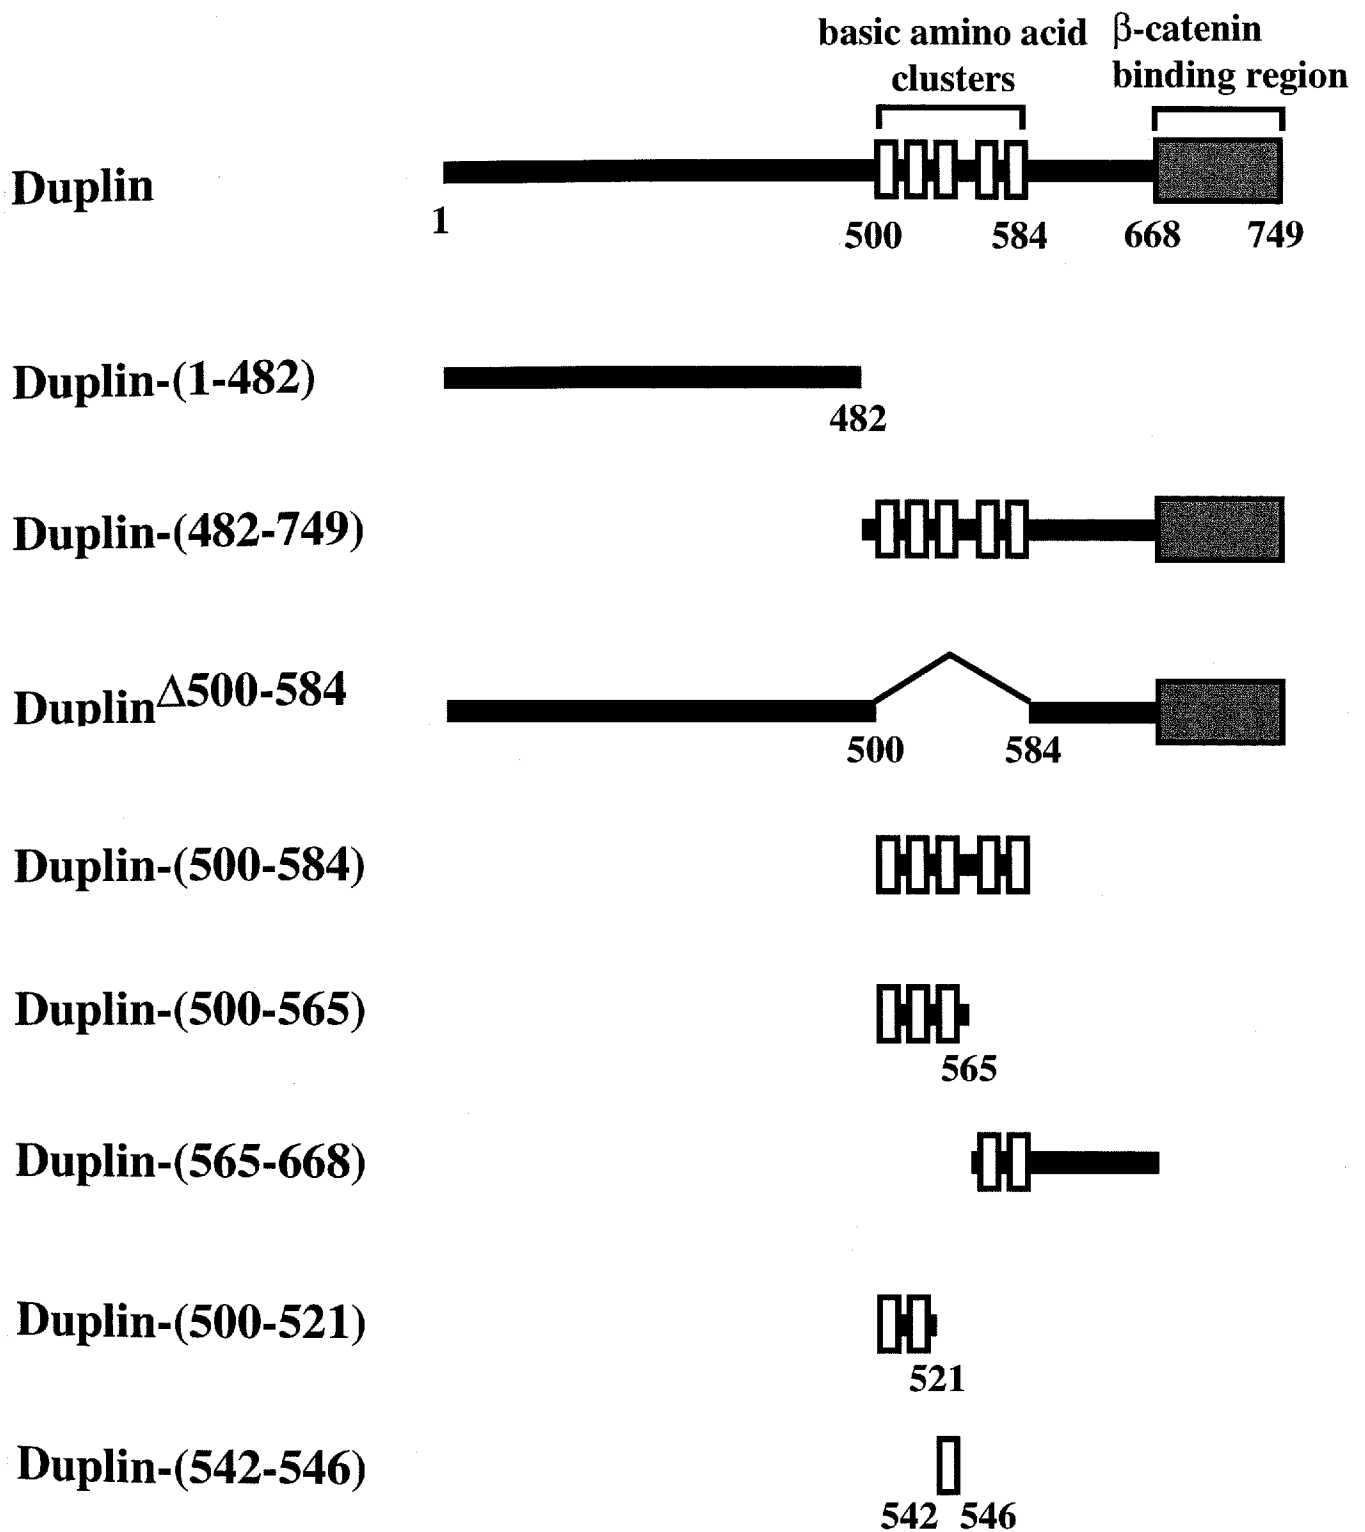 basic amino acid
clusters
β-catenin
binding region
Duplin
1
500
584
668
749
Duplin-(1-482)
482
Duplin-(482-749)
DuplinΔ500-584
500
584
Duplin-(500-584)
Duplin-(500-565)
565
Duplin-(565-668)
Duplin-(500-521)
521
Duplin-(542-546)
542
546